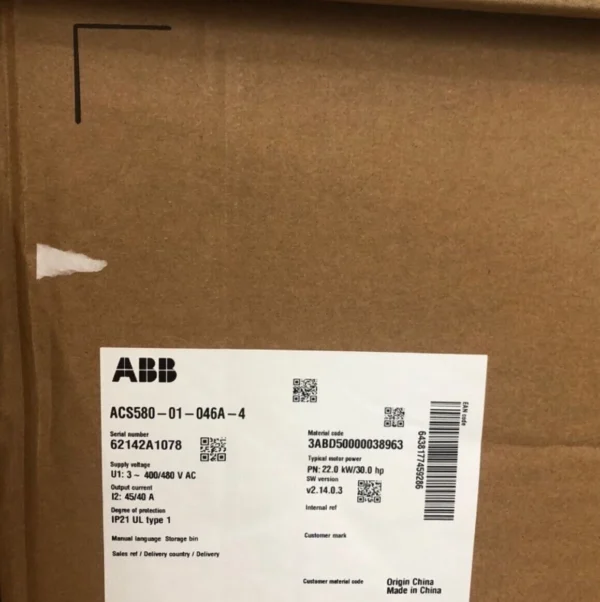 ABB
ACS580-01-046A-4
Serial number
62142A1078
Supply voltage
U1: 3~ 400/480 V AC
Output current
I2: 45/40 A
Degree of protection
IP21 UL type 1
Manual language Storage bin
Sales ref / Delivery country / Delivery
Material code
3ABD50000038963
Typical motor power
PN: 22.0 kW/30.0 hp
SW version
v2.14.0.3
Internal ref
Customer mark
Customer material code
Origin China
Made in China
EAN code
6438177459286